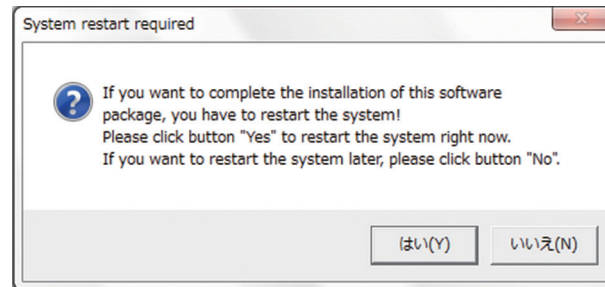 System restart required
If you want to complete the installation of this software
package, you have to restart the system!
Please click button "Yes" to restart the system right now.
If you want to restart the system later, please click button "No".
はい(Y)
いいえ(N)